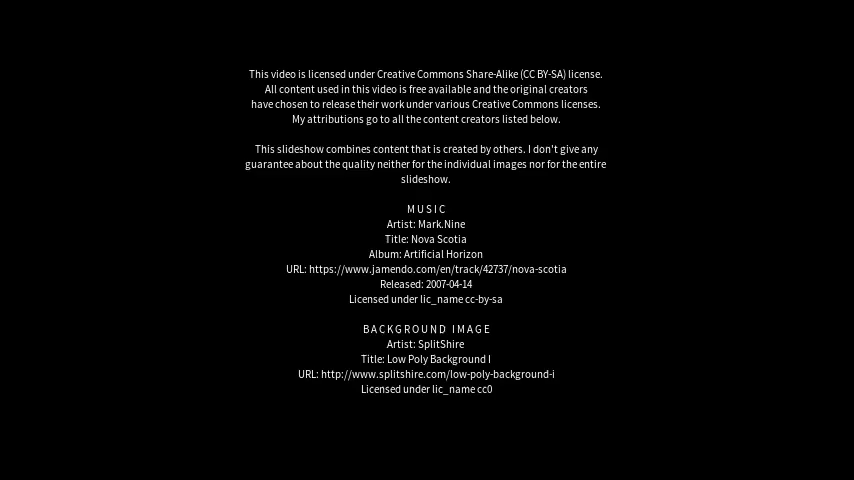 This video is licensed under Creative Commons Share-Alike (CC BY-SA) license.
All content used in this video is free available and the original creators
have chosen to release their work under various Creative Commons licenses.
My attributions go to all the content creators listed below.
This slideshow combines content that is created by others. I don't give any
guarantee about the quality neither for the individual images nor for the entire
slideshow.
MUSIC
Artist: Mark.Nine
Title: Nova Scotia
Album: Artificial Horizon
URL: https://www.jamendo.com/en/track/42737/nova-scotia
Released: 2007-04-14
Licensed under lic_name cc-by-sa
BACKGROUND IMAGE
Artist: SplitShire
Title: Low Poly Background I
URL: http://www.splitshire.com/low-poly-background-i
Licensed under lic_name cc0